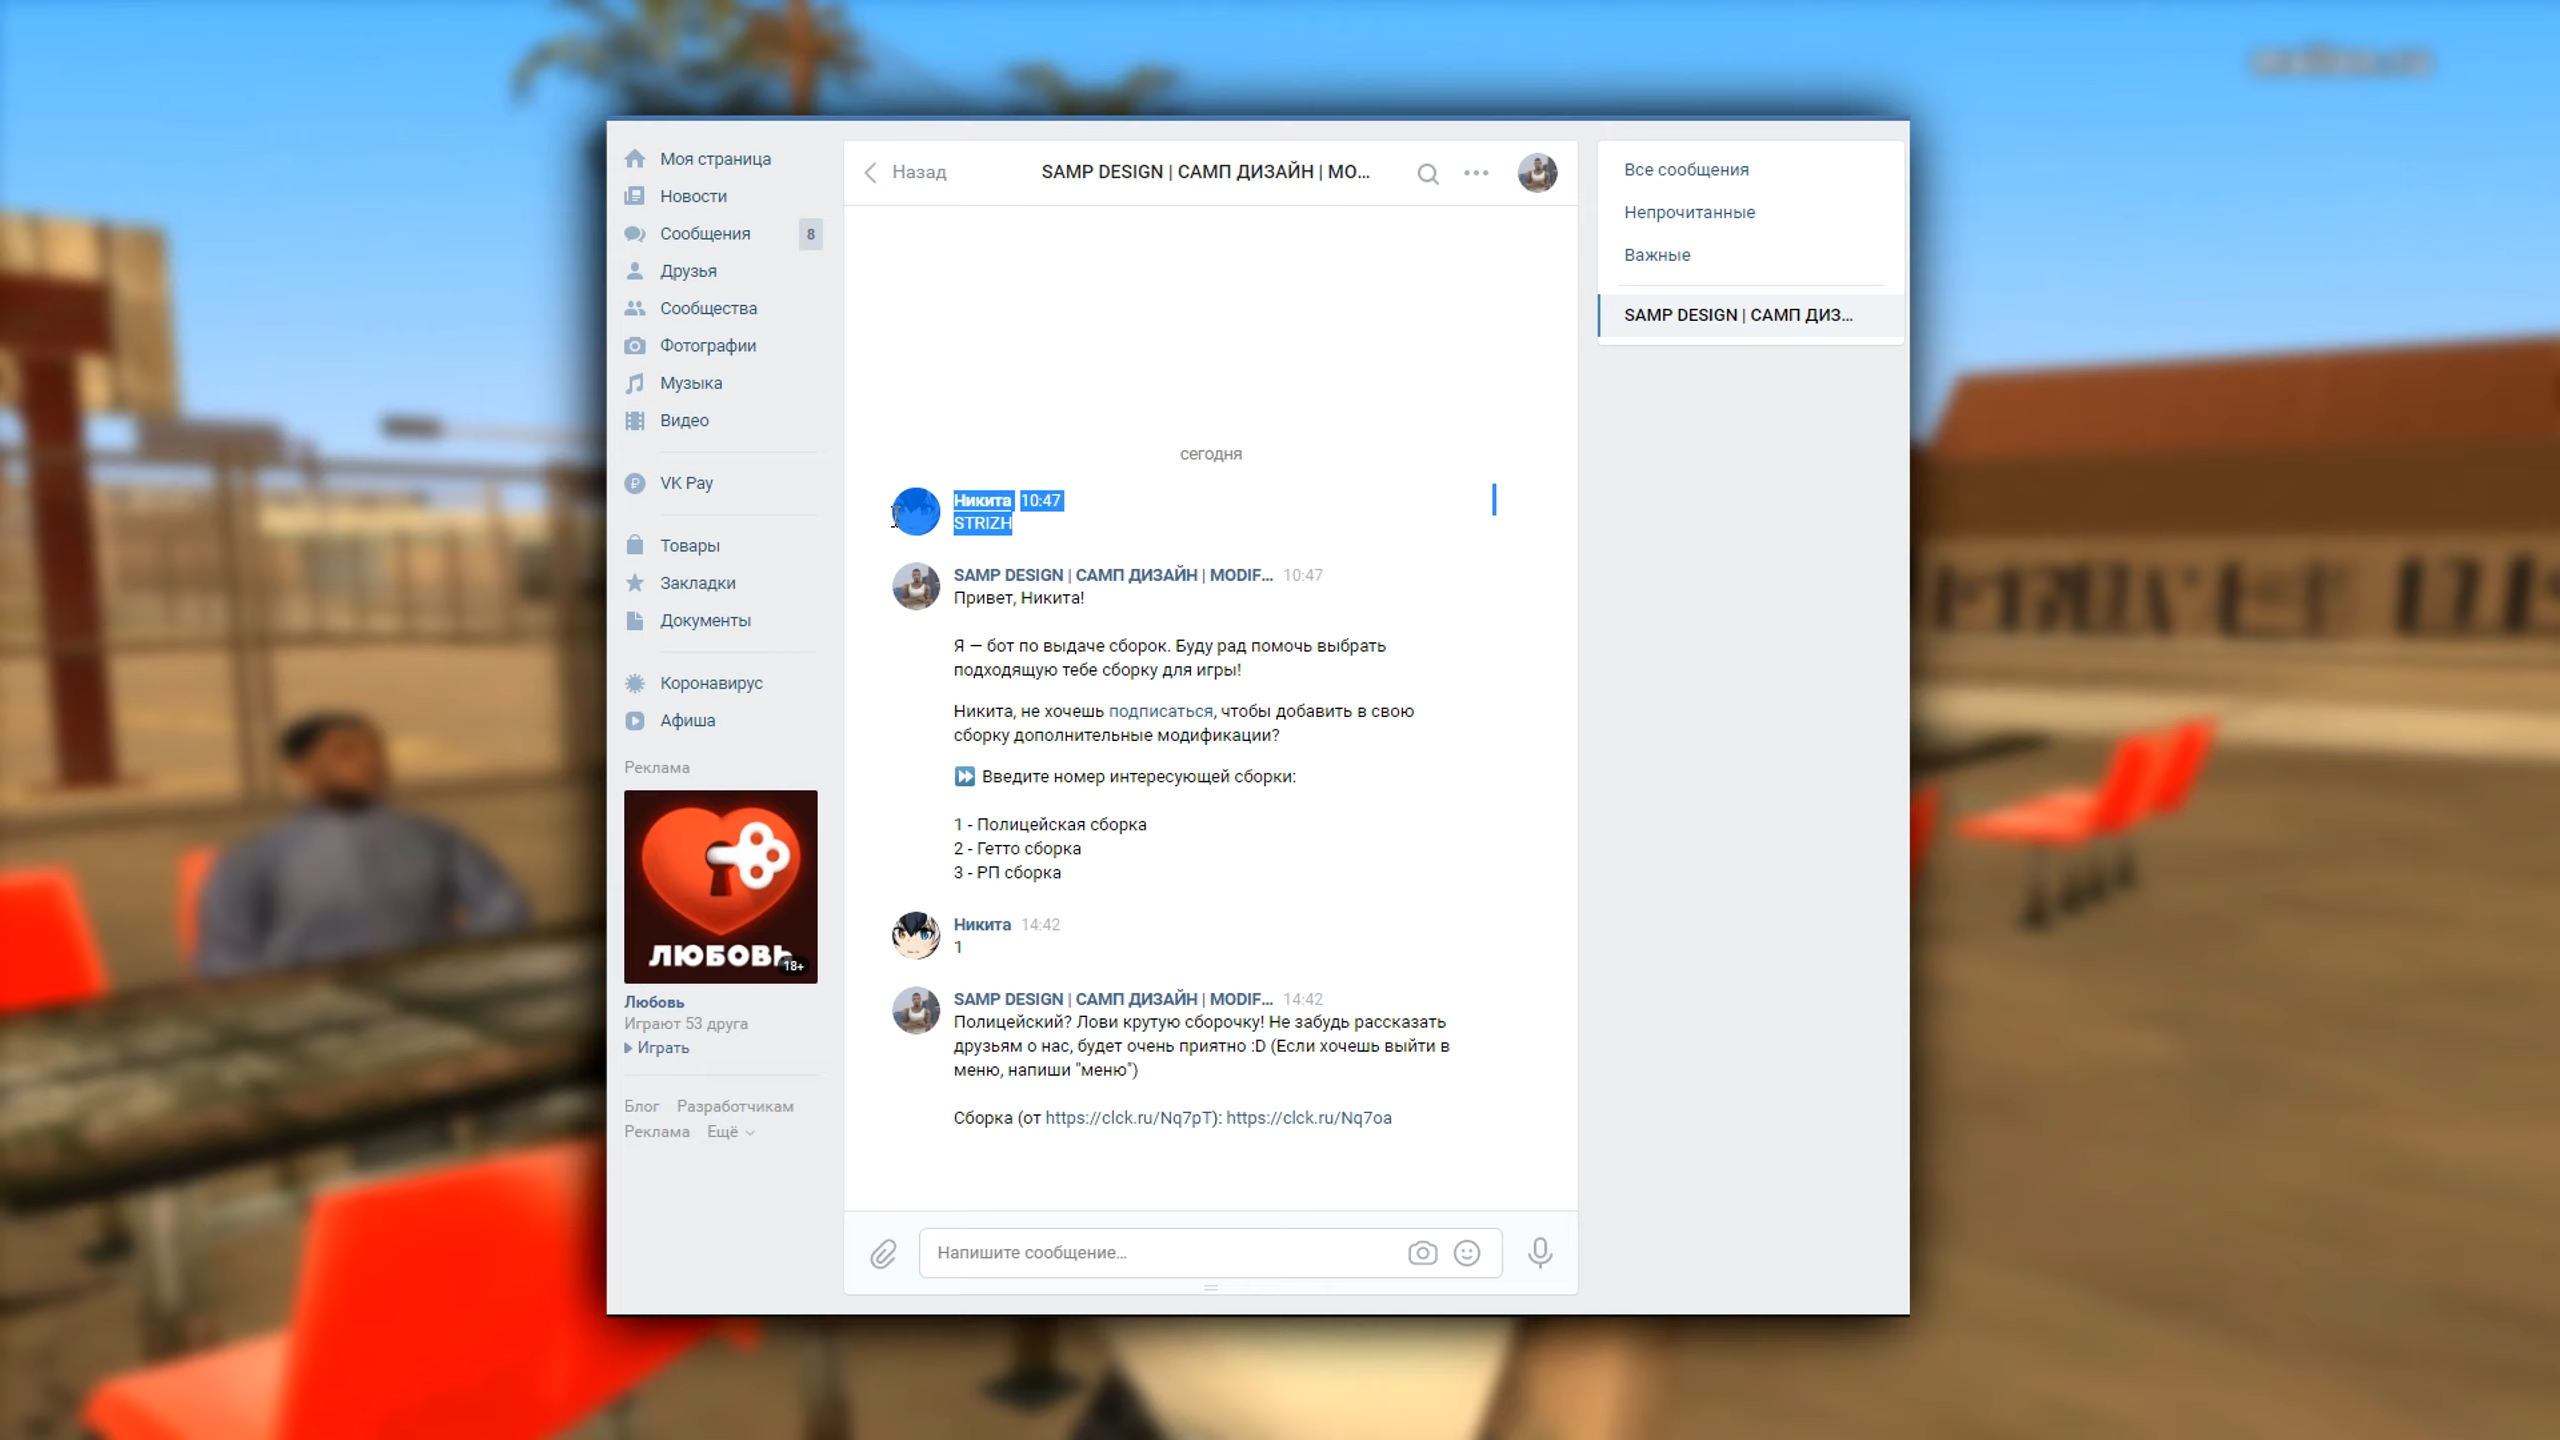 Моя страница
Новости
Сообщения 8
Друзья
Сообщества
Фотографии
Музыка
Видео
VK Pay
Товары
Закладки
Документы
Коронавирус
Афиша
Реклама
ЛЮБОВЬ
18+
Любовь
Играют 53 друга
Играть
Блог Разработчикам
Реклама Ещё
Назад
SAMP DESIGN | САМП ДИЗАЙН | MO...
сегодня
Никита 10:47
STRIZH
SAMP DESIGN | САМП ДИЗАЙН | MODIF... 10:47
Привет, Никита!
Я — бот по выдаче сборок. Буду рад помочь выбрать
подходящую тебе сборку для игры!
Никита, не хочешь подписаться, чтобы добавить в свою
сборку дополнительные модификации?
Введите номер интересующей сборки:
1 - Полицейская сборка
2 - Гетто сборка
3 - РП сборка
Никита 14:42
1
SAMP DESIGN | САМП ДИЗАЙН | MODIF... 14:42
Полицейский? Лови крутую сборочку! Не забудь рассказать
друзьям о нас, будет очень приятно :D (Если хочешь выйти в
меню, напиши "меню")
Сборка (от https://clck.ru/Nq7pT): https://clck.ru/Nq7oa
Напишите сообщение...
Все сообщения
Непрочитанные
Важные
SAMP DESIGN | САМП ДИЗ...